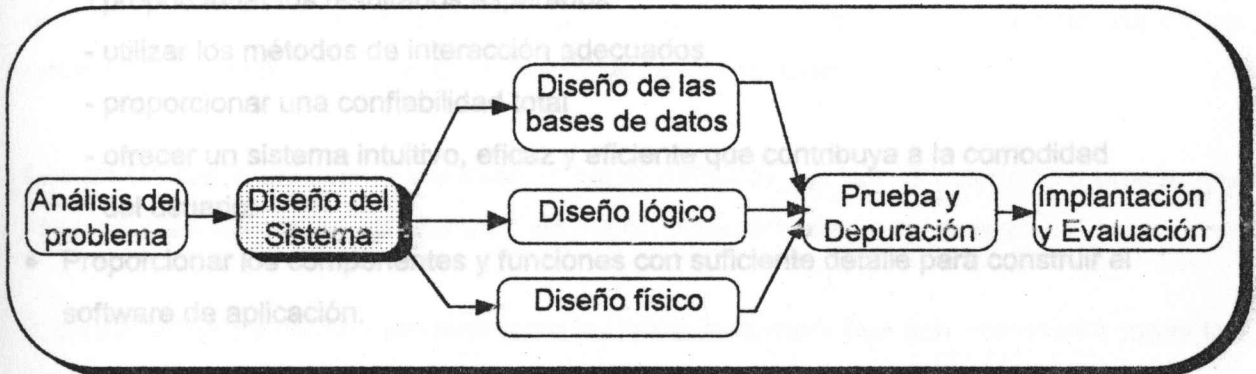 - utilizar los métodos de interacción adecuados
- proporcionar una confiabilidad total
- ofrecer un sistema intuitivo, eficaz y eficiente que contribuya a la comodidad
del usuario
Proporcionar los componentes y funciones con suficiente detalle para construir el
software de aplicación.
Análisis del
problema
Diseño del
Sistema
Diseño de las
bases de datos
Diseño lógico
Diseño físico
Prueba y
Depuración
Implantación
y Evaluación